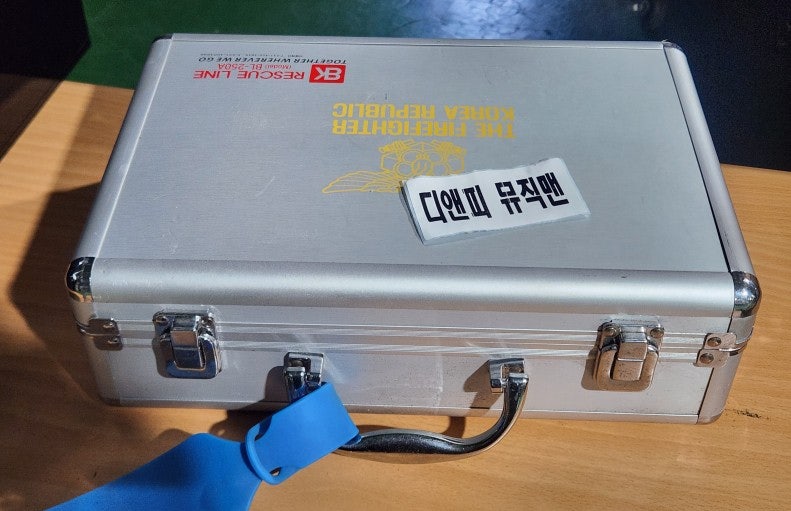 BK RESCUE LINE
(Model) BL-250A
TOGETHER WHEREVER WE GO
THE FIREFIGHTER
KOREA REPUBLIC
디앤피 뮤직맨